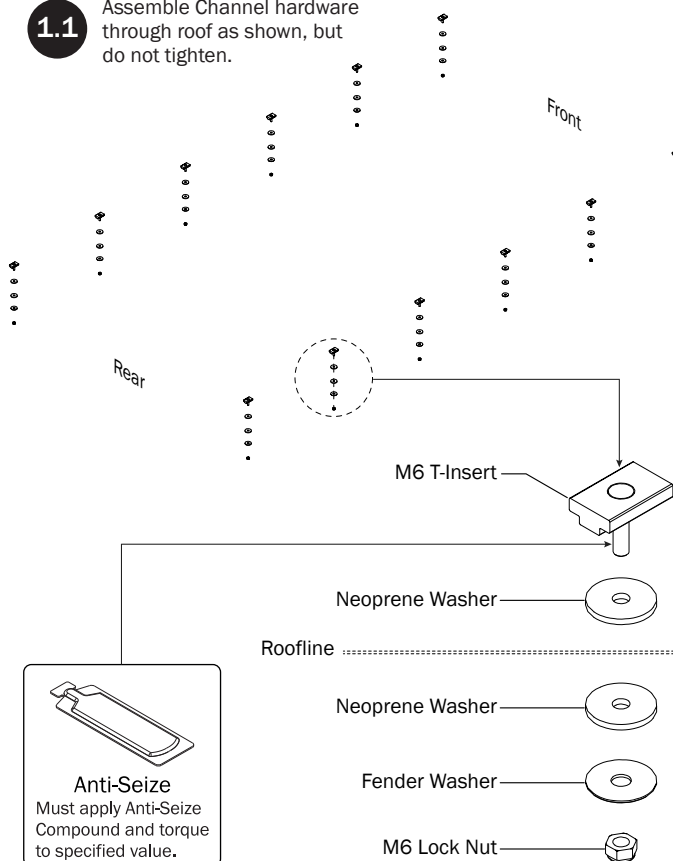 1.1
Assemble Channel hardware
through roof as shown, but
do not tighten.
Front
Rear
M6 T-Insert
Neoprene Washer
Roofline
Neoprene Washer
Fender Washer
M6 Lock Nut
Anti-Seize
Must apply Anti-Seize
Compound and torque
to specified value.